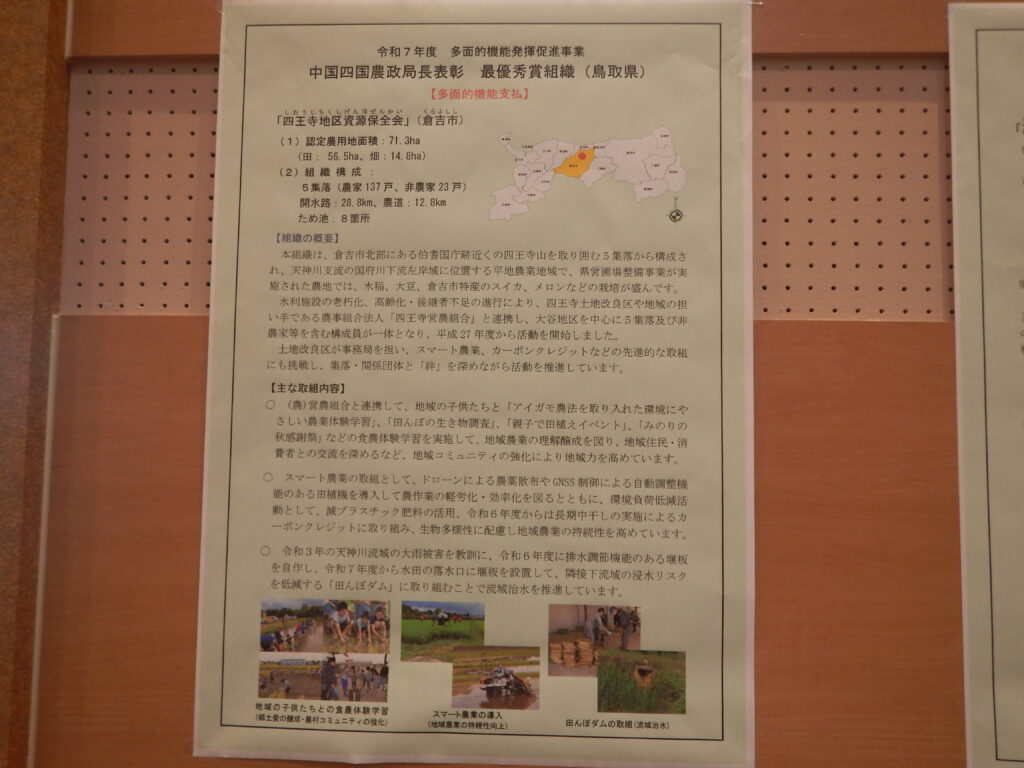 令和７年度　多面的機能発揮促進事業
中国四国農政局長表彰　最優秀賞組織（鳥取県）
【多面的機能支払】
しおうじちくしげんほぜんかい　くらよしし
「四王寺地区資源保全会」（倉吉市）
（１）認定農用地面積：71.3ha
（田： 56.5ha、畑：14.8ha）
（２）組織構成：
５集落（農家137戸、非農家23戸）
開水路：28.8km、農道：12.8km
ため池：８箇所
【組織の概要】
本組織は、倉吉市北部にある伯耆国庁跡近くの四王寺山を取り囲む５集落から構成さ
れ、天神川支流の国府川下流左岸域に位置する平地農業地域で、県営圃場整備事業が実
施された農地では、水稲、大豆、倉吉市特産のスイカ、メロンなどの栽培が盛んです。
水利施設の老朽化、高齢化・後継者不足の進行により、四王寺土地改良区や地域の担
い手である農事組合法人「四王寺営農組合」と連携し、大谷地区を中心に５集落及び非
農家等を含む構成員が一体となり、平成27年度から活動を開始しました。
土地改良区が事務局を担い、スマート農業、カーボンクレジットなどの先進的な取組
にも挑戦し、集落・関係団体と「絆」を深めながら活動を推進しています。
【主な取組内容】
○　(農)営農組合と連携して、地域の子供たちと「アイガモ農法を取り入れた環境にや
さしい農業体験学習」、「田んぼの生き物調査」、「親子で田植えイベント」、「みのりの
秋感謝祭」などの食農体験学習を実施して、地域農業の理解醸成を図り、地域住民・消
費者との交流を深めるなど、地域コミュニティの強化により地域力を高めています。
○　スマート農業の取組として、ドローンによる農薬散布やGNSS制御による自動調整機
能のある田植機を導入して農作業の軽労化・効率化を図るとともに、環境負荷低減活
動として、減プラスチック肥料の活用、令和６年度からは長期中干しの実施によるカ
ーボンクレジットに取り組み、生物多様性に配慮し地域農業の持続性を高めています。
○　令和３年の天神川流域の大雨被害を教訓に、令和６年度に排水調節機能のある堰板
を自作し、令和７年度から水田の落水口に堰板を設置して、隣接下流域の浸水リスク
を低減する「田んぼダム」に取り組むことで流域治水を推進しています。
地域の子供たちとの食農体験学習
(郷土愛の醸成・農村コミュニティの強化)
スマート農業の導入
(地域農業の持続性向上)
田んぼダムの取組(流域治水)